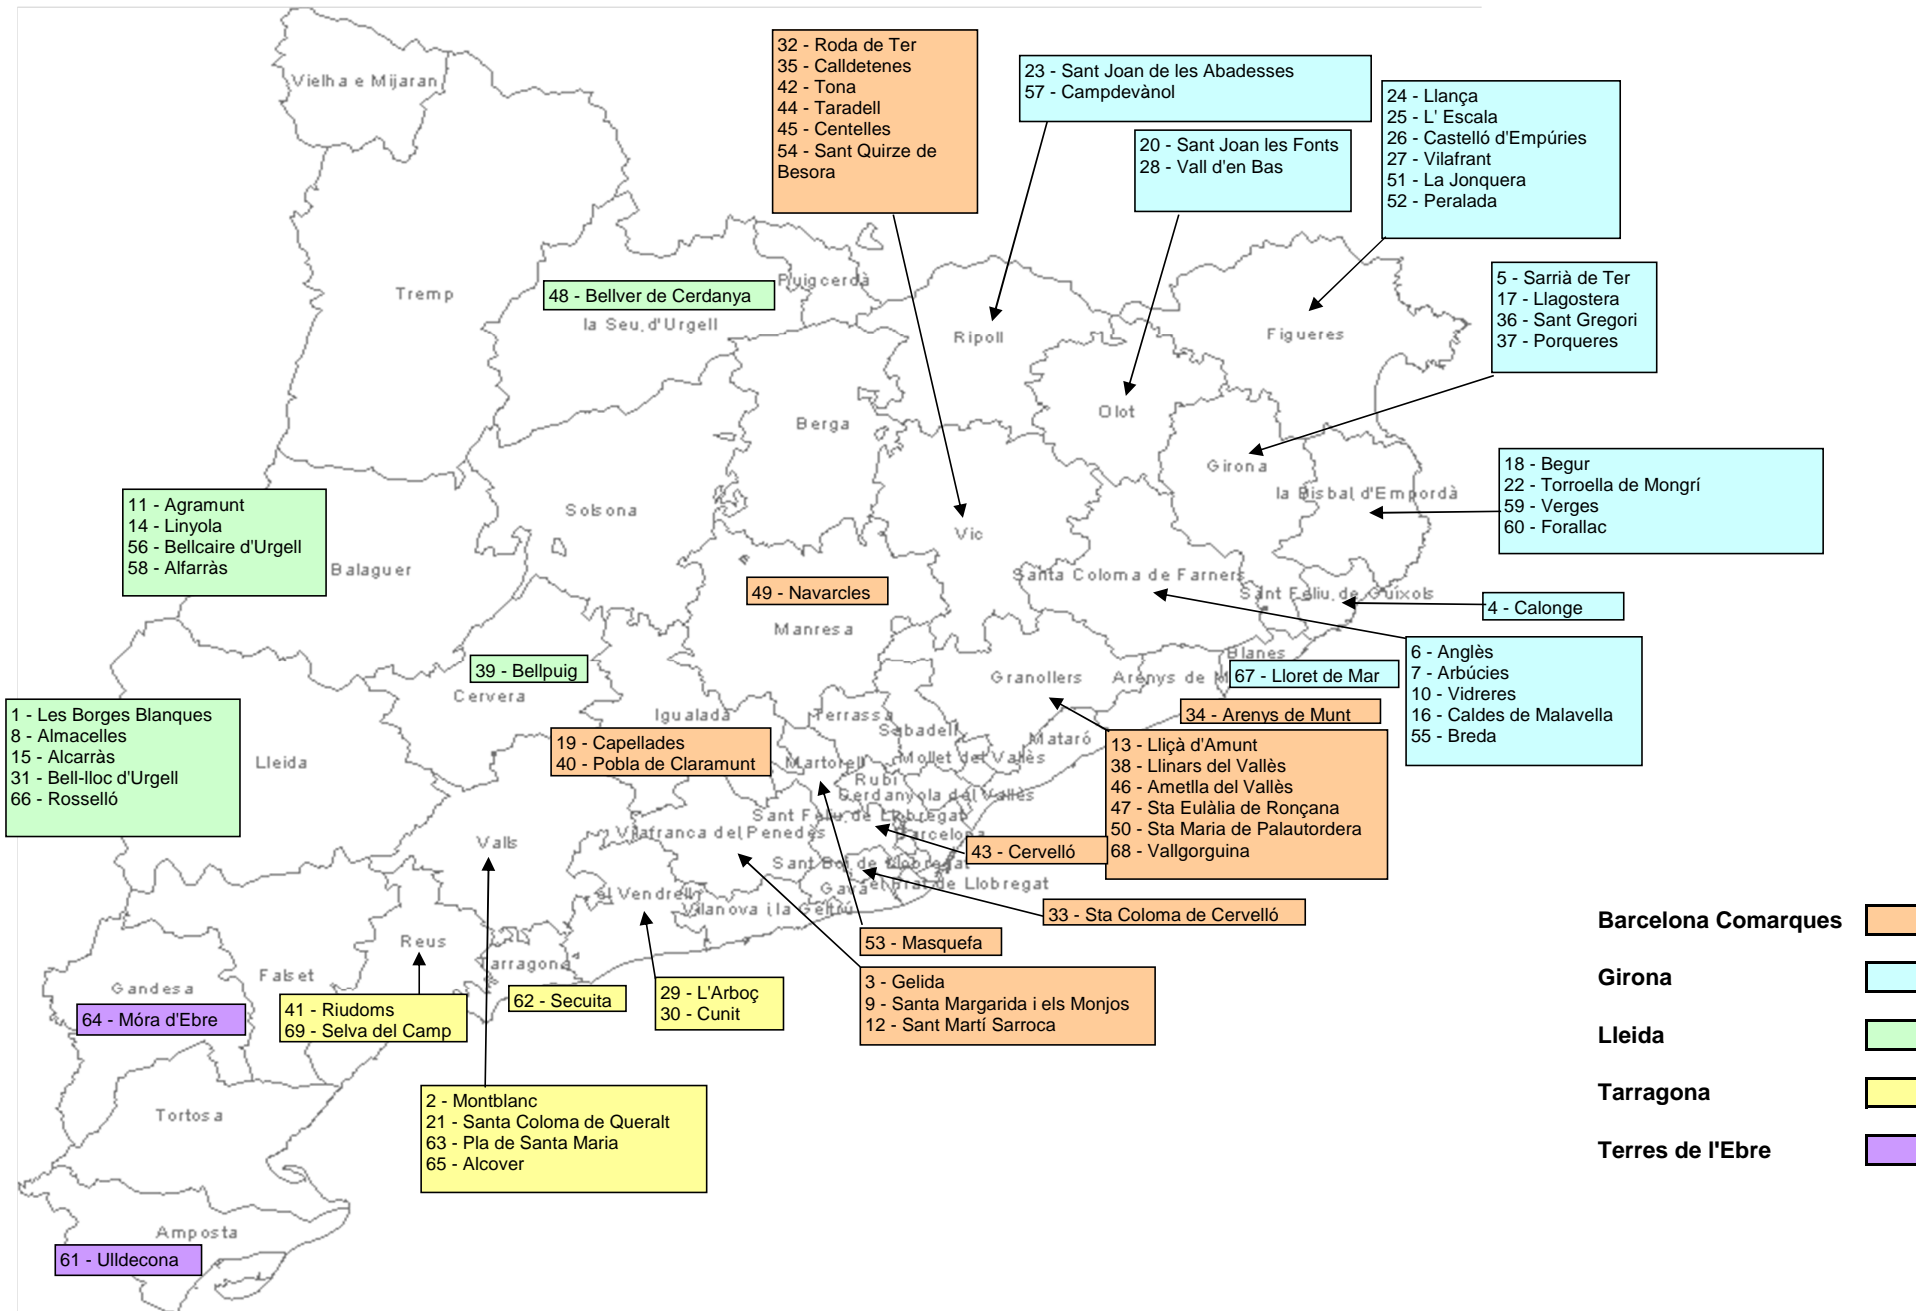 Vielha e Mijaran
32 - Roda de Ter
35 - Calldetenes
42 - Tona
44 - Taradell
45 - Centelles
54 - Sant Quirze de
Besora
23 - Sant Joan de les Abadesses
57 - Campdevànol
20 - Sant Joan les Fonts
28 - Vall d'en Bas
24 - Llança
25 - L' Escala
26 - Castelló d'Empúries
27 - Vilafrant
51 - La Jonquera
52 - Peralada
5 - Sarrià de Ter
17 - Llagostera
36 - Sant Gregori
37 - Porqueres
Tremp
Puigcerdà
48 - Bellver de Cerdanya
la Seu d'Urgell
Ripoll
Figueres
Olot
Berga
Girona
la Bisbal d'Empordà
18 - Begur
22 - Torroella de Mongrí
59 - Verges
60 - Forallac
11 - Agramunt
14 - Linyola
56 - Bellcaire d'Urgell
58 - Alfarràs
Solsona
Balaguer
Vic
Santa Coloma de Farners
Sant Feliu de Guíxols
4 - Calonge
49 - Navarcles
Manresa
6 - Anglès
7 - Arbúcies
10 - Vidreres
16 - Caldes de Malavella
55 - Breda
Blanes
67 - Lloret de Mar
39 - Bellpuig
Cervera
Granollers
Arenys de M
34 - Arenys de Munt
1 - Les Borges Blanques
8 - Almacelles
15 - Alcarràs
31 - Bell-lloc d'Urgell
66 - Rosselló
Lleida
Igualada
19 - Capellades
40 - Pobla de Claramunt
Terrassa
Sabadell
Mataró
Martorell
Mollet del Vallès
Rubí
Cerdanyola del Vallès
13 - Lliçà d'Amunt
38 - Llinars del Vallès
46 - Ametlla del Vallès
47 - Sta Eulàlia de Ronçana
50 - Sta Maria de Palautordera
68 - Vallgorguina
Sant Feliu de Llobregat
Vilafranca del Penedès
Barcelona
43 - Cervelló
Valls
Sant Boi de Llobregat
el Prat de Llobregat
Gavà
el Vendrell
Vilanova i la Geltrú
33 - Sta Coloma de Cervelló
53 - Masquefa
Reus
Tarragona
Falset
Gandesa
64 - Móra d'Ebre
41 - Riudoms
69 - Selva del Camp
62 - Secuita
29 - L'Arboç
30 - Cunit
3 - Gelida
9 - Santa Margarida i els Monjos
12 - Sant Martí Sarroca
2 - Montblanc
21 - Santa Coloma de Queralt
63 - Pla de Santa Maria
65 - Alcover
Tortosa
Amposta
61 - Ulldecona
Barcelona Comarques
Girona
Lleida
Tarragona
Terres de l'Ebre